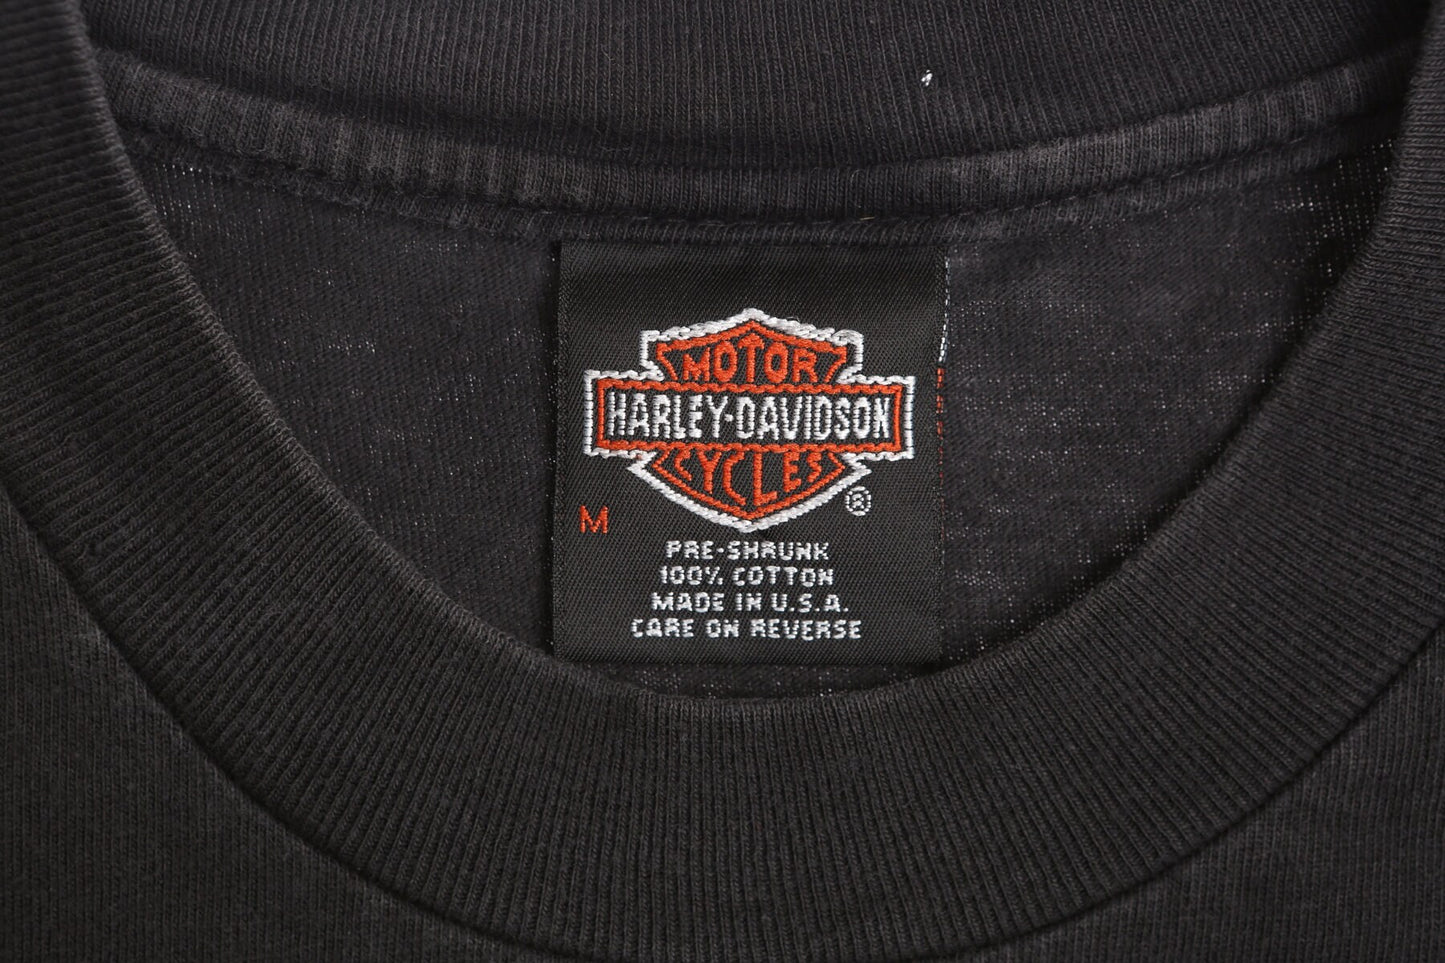 MOTOR
HARLEY-DAVIDSON
CYCLES
®
M
PRE-SHRUNK
100% COTTON
MADE IN U.S.A.
CARE ON REVERSE